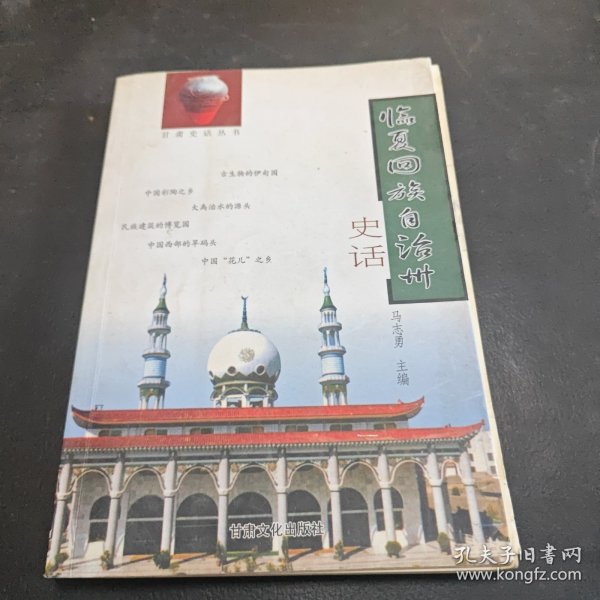 甘肃史话丛书
临夏回族自治州
史话
古生物的伊甸园
中国彩陶之乡
大禹治水的源头
民族建筑的博览园
中国西部的旱码头
中国“花儿”之乡
马志勇 主编
甘肃文化出版社
孔夫子旧书网
www.kongfz.com